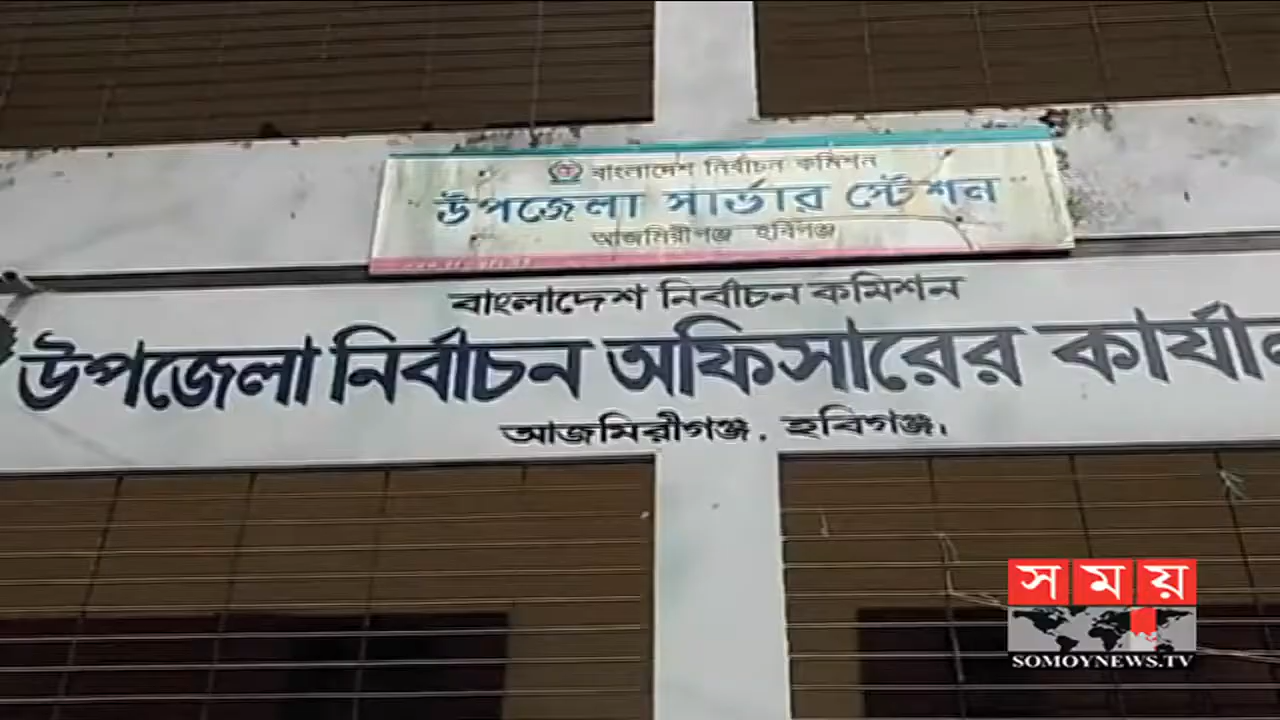 বাংলাদেশ নির্বাচন কমিশন
উপজেলা সার্ভার স্টেশন
আজমিরীগঞ্জ হবিগঞ্জ
বাংলাদেশ নির্বাচন কমিশন
উপজেলা নির্বাচন অফিসারের কার্যাল
আজমিরীগঞ্জ, হবিগঞ্জ।
সময়
SOMOYNEWS.TV